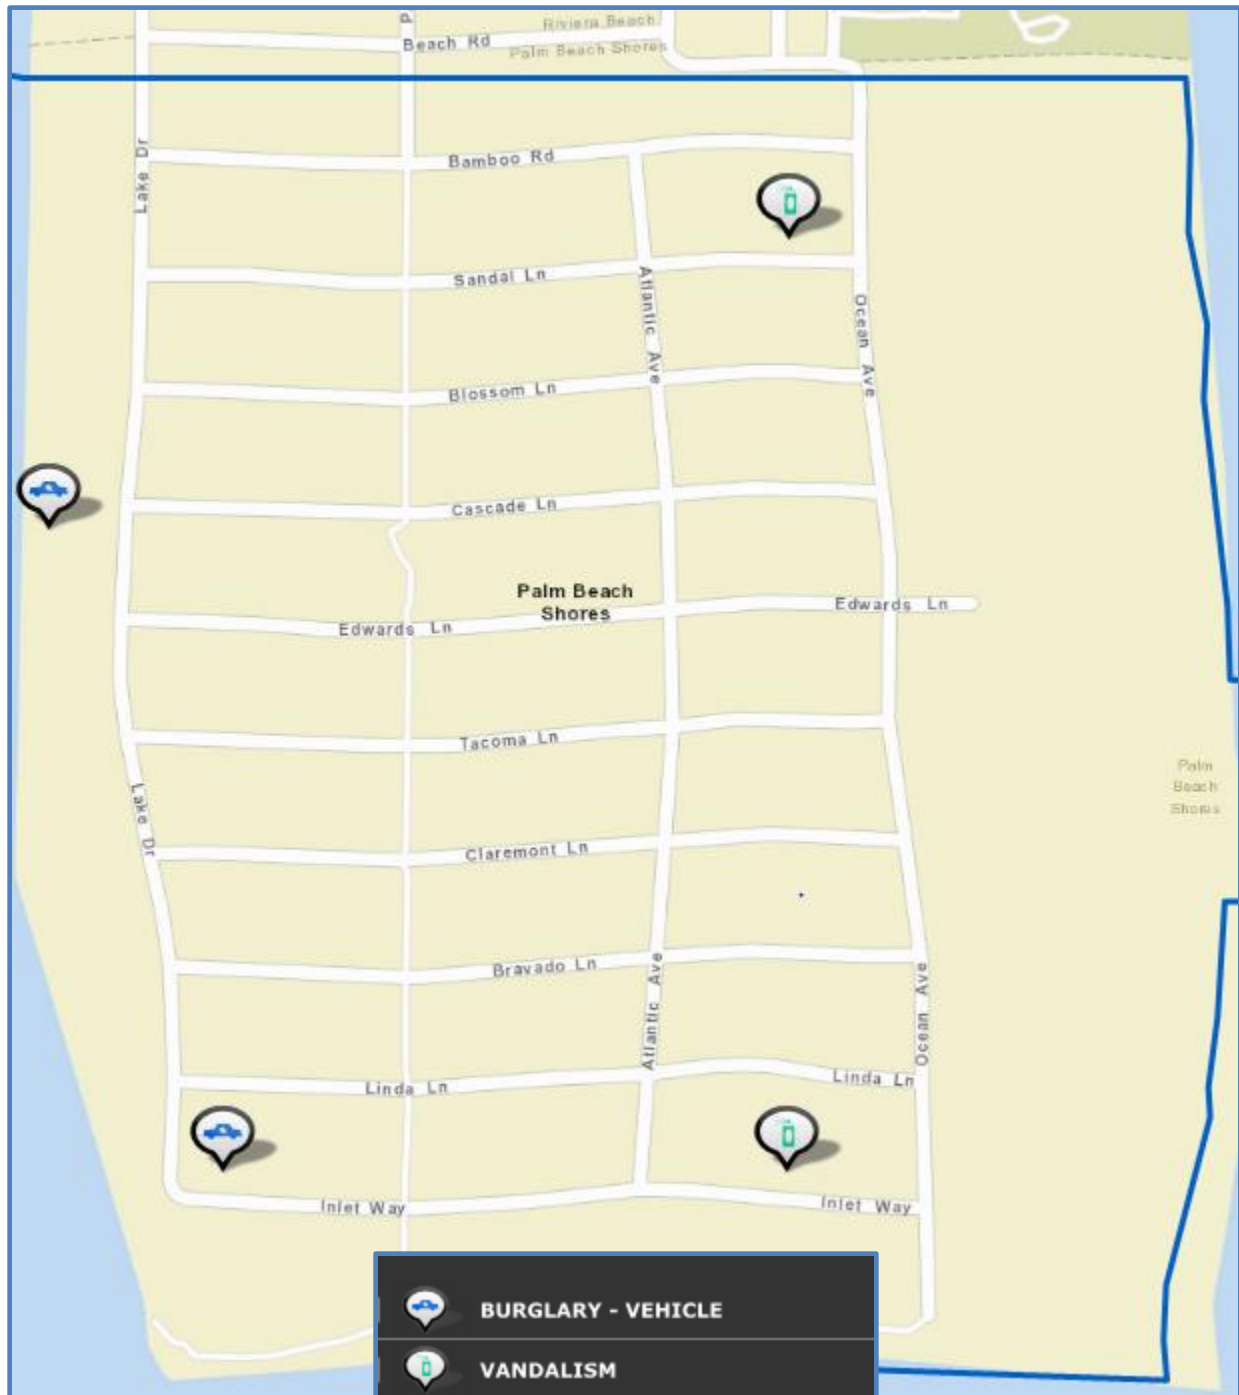 P
Riviera Beach
Beach Rd
Palm Beach Shores
Lake Dr
Bamboo Rd
Sandal Ln
Atlantic Ave
Ocean Ave
Blossom Ln
Cascade Ln
Palm Beach
Shores
Edwards Ln
Edwards Ln
Tacoma Ln
Palm
Beach
Shores
Lake Dr
Claremont Ln
Bravado Ln
Atlantic Ave
Ocean Ave
Linda Ln
Linda Ln
Inlet Way
Inlet Way
BURGLARY - VEHICLE
VANDALISM